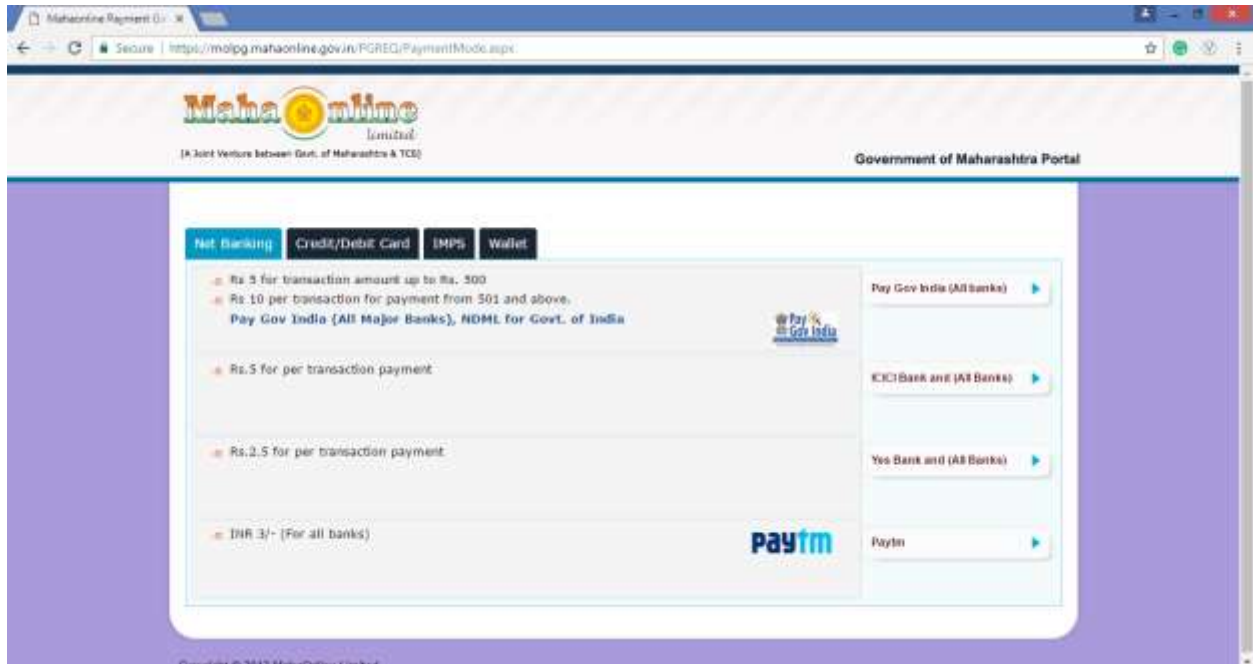 Mahaonline Payment G
Secure https://molpg.mahaonline.gov.in/PGREQ/PaymentMode.aspx
Maha Online
Limited
(A Joint Venture between Govt. of Maharashtra & TCS)
Government of Maharashtra Portal
Net Banking Credit/Debit Card IMPS Wallet
Rs 5 for transaction amount up to Rs. 500
Rs 10 per transaction for payment from 501 and above.
Pay Gov India (All Major Banks), NDML for Govt. of India
Pay Gov India
Pay Gov India (All banks)
Rs.5 for per transaction payment
ICICI Bank and (All Banks)
Rs.2.5 for per transaction payment
Yes Bank and (All Banks)
INR 3/- (For all banks)
paytm
Paytm